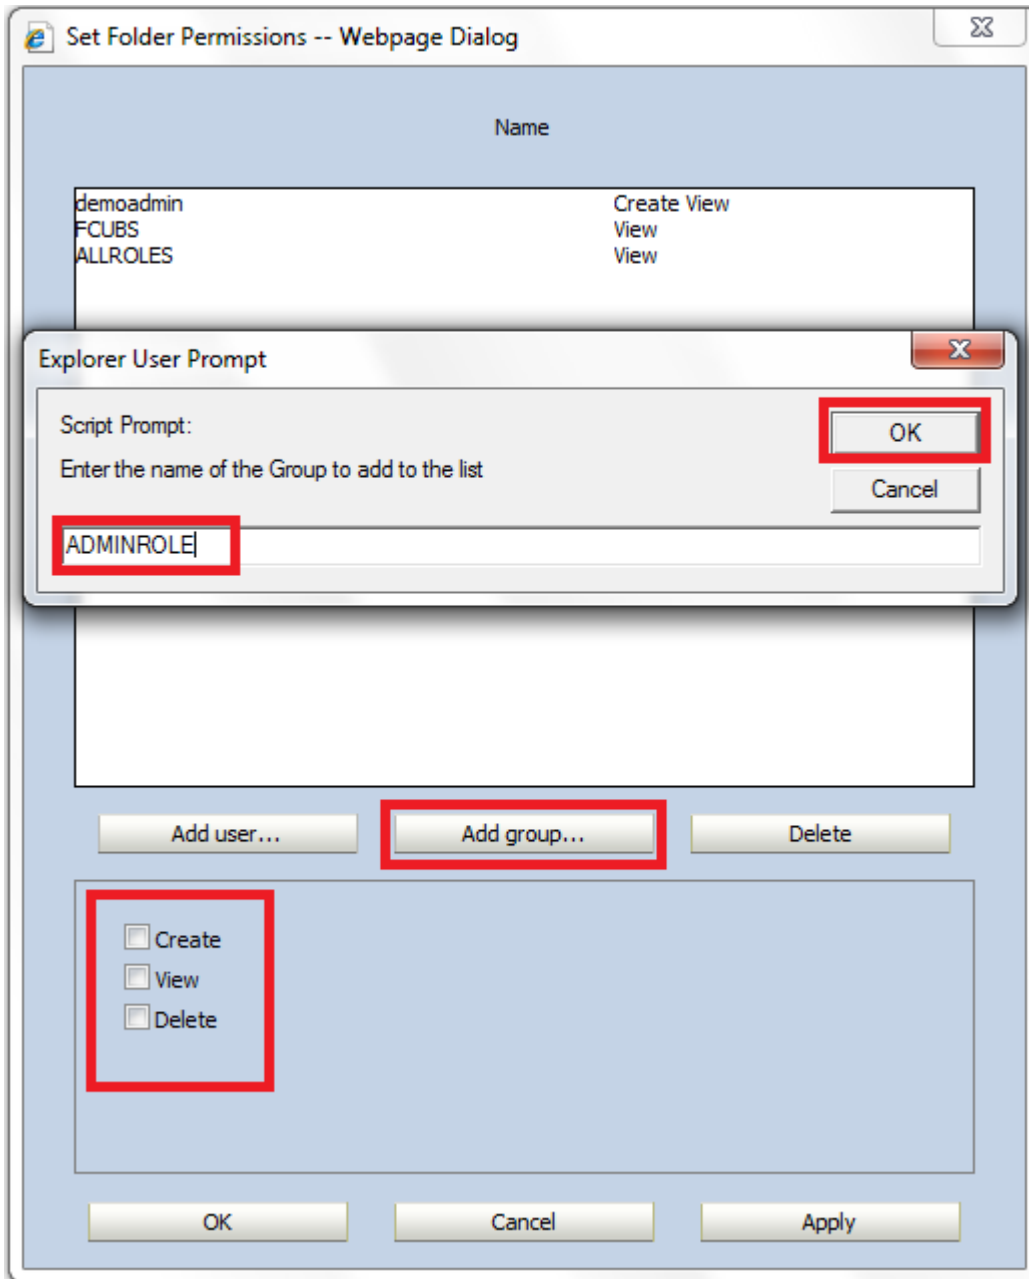 Set Folder Permissions -- Webpage Dialog
Name
demoadmin Create View
FCUBS View
ALLROLES View
Explorer User Prompt
Script Prompt:
OK
Enter the name of the Group to add to the list
Cancel
ADMINROLE
Add user... Add group... Delete
Create
View
Delete
OK Cancel Apply